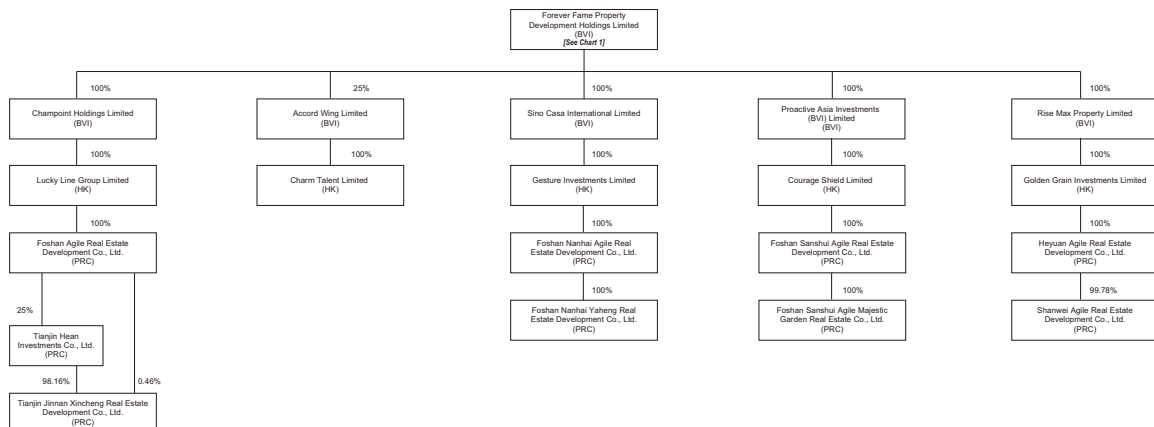 Forever Fame Property
Development Holdings Limited
(BVI)
[See Chart 1]
100%
25%
100%
100%
100%
Champoint Holdings Limited
(BVI)
Accord Wing Limited
(BVI)
Sino Casa International Limited
(BVI)
Proactive Asia Investments
(BVI) Limited
(BVI)
Rise Max Property Limited
(BVI)
100%
100%
100%
100%
100%
Lucky Line Group Limited
(HK)
Charm Talent Limited
(HK)
Gesture Investments Limited
(HK)
Courage Shield Limited
(HK)
Golden Grain Investments Limited
(HK)
100%
100%
100%
100%
Foshan Agile Real Estate
Development Co., Ltd.
(PRC)
Foshan Nanhai Agile Real
Estate Development Co., Ltd.
(PRC)
Foshan Sanshui Agile Real Estate
Development Co., Ltd.
(PRC)
Heyuan Agile Real Estate
Development Co., Ltd.
(PRC)
100%
100%
99.78%
Foshan Nanhai Yaheng Real
Estate Development Co., Ltd.
(PRC)
Foshan Sanshui Agile Majestic
Garden Real Estate Co., Ltd.
(PRC)
Shanwei Agile Real Estate
Development Co., Ltd.
(PRC)
25%
Tianjin Hean
Investments Co., Ltd.
(PRC)
98.16%
0.46%
Tianjin Jinnan Xincheng Real Estate
Development Co., Ltd.
(PRC)